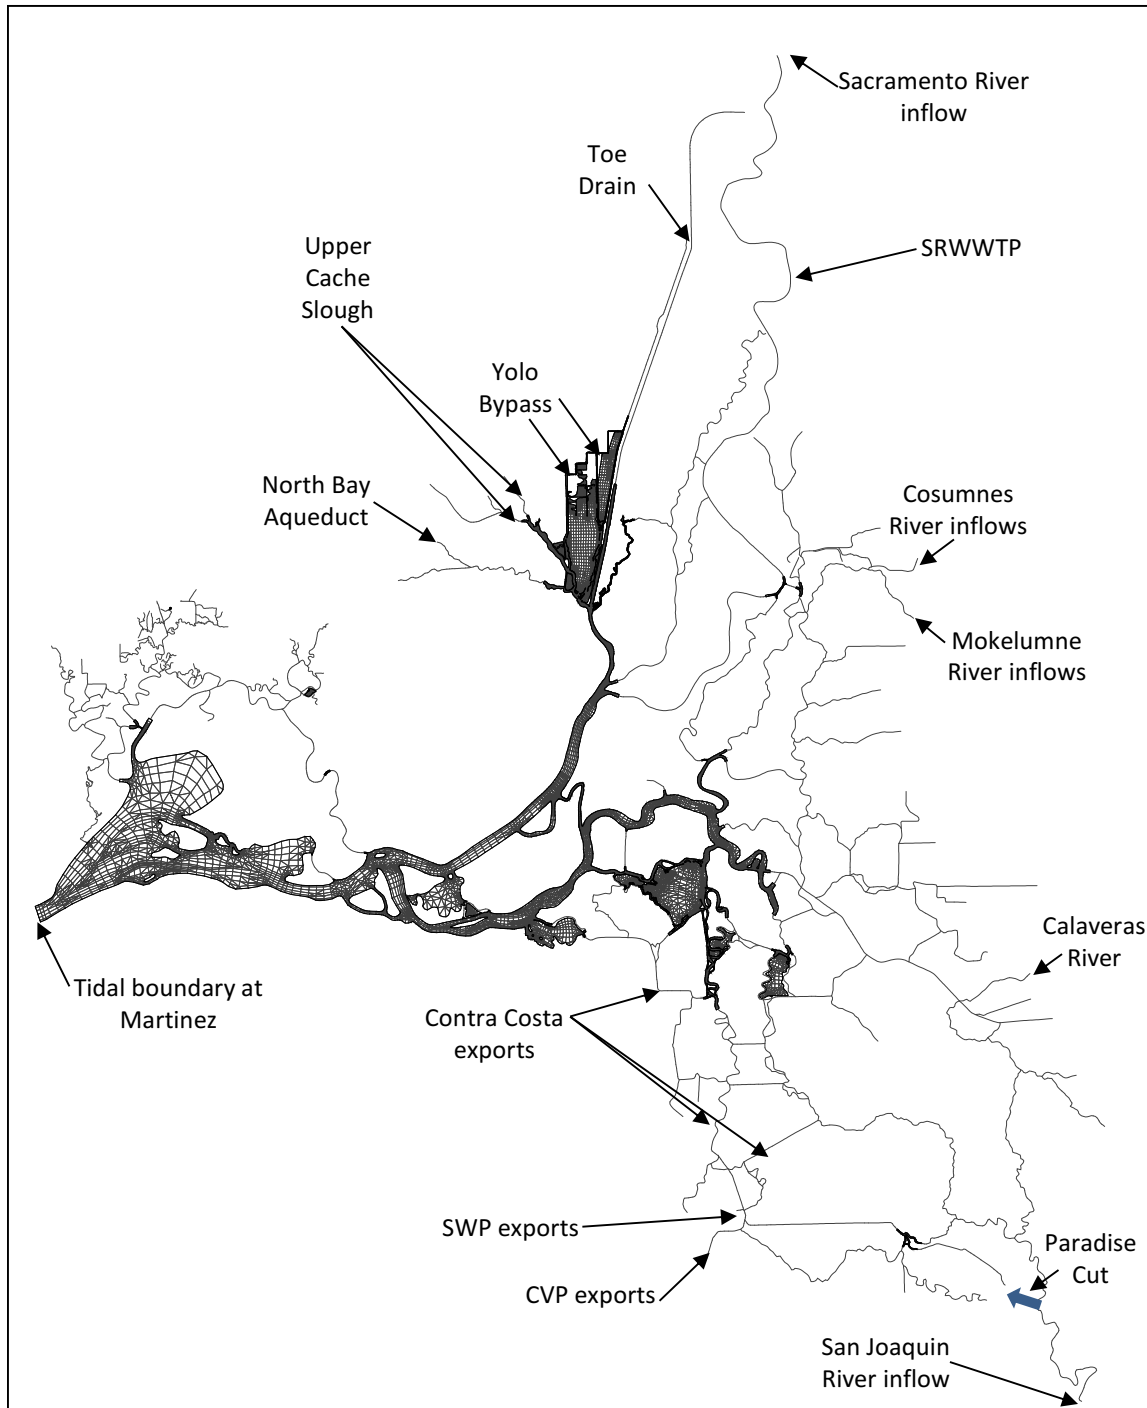 Sacramento River
inflow
Toe
Drain
SRWWTP
Upper
Cache
Slough
Yolo
Bypass
North Bay
Aqueduct
Cosumnes
River inflows
Mokelumne
River inflows
Calaveras
River
Tidal boundary at
Martinez
Contra Costa
exports
SWP exports
CVP exports
Paradise
Cut
San Joaquin
River inflow